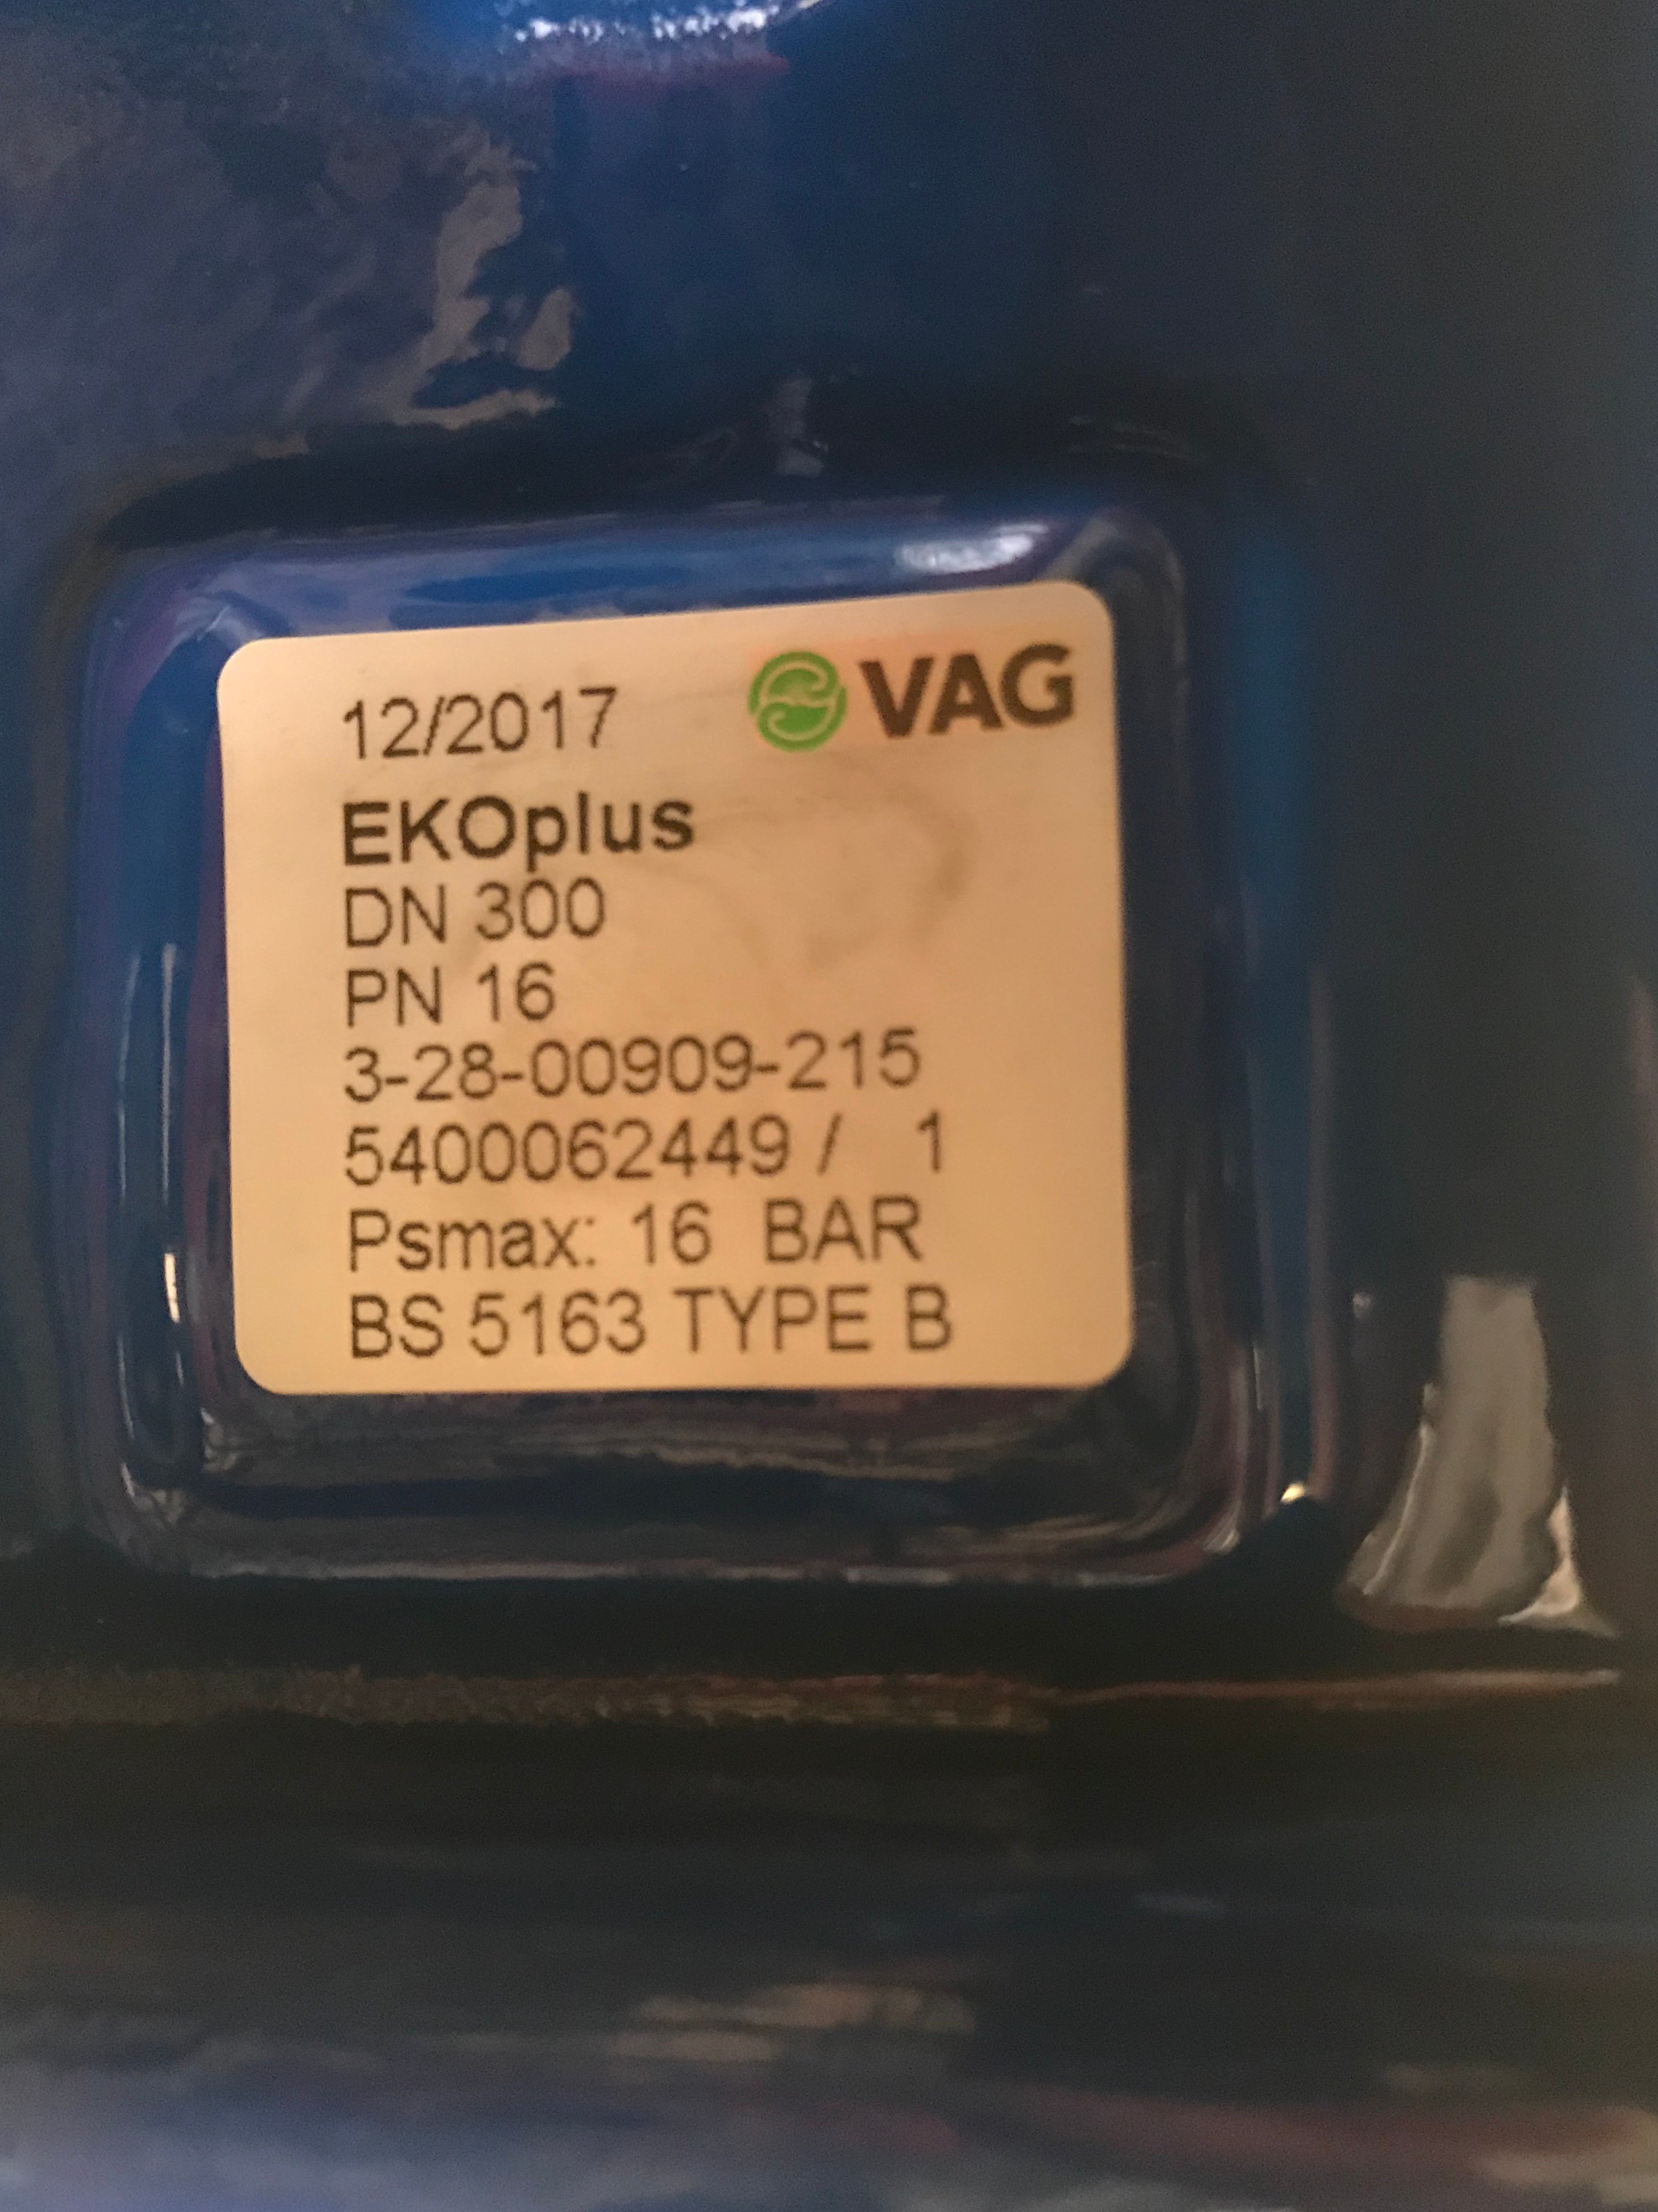 12/2017 VAG
EKOplus
DN 300
PN 16
3-28-00909-215
5400062449 / 1
Psmax: 16 BAR
BS 5163 TYPE B